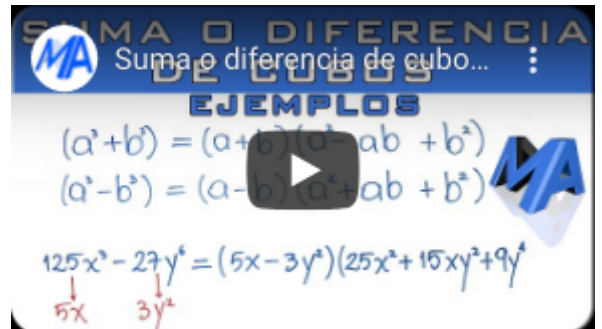 SUMA O DIFERENCIA
DE CUBOS
MA Suma o diferencia de cubo...
EJEMPLOS
(a³+b³) = (a+b)(a²-ab +b²)
(a³-b³) = (a-b)(a²+ab +b²)
MA
125x³-27y⁶=(5x-3y²)(25x²+15xy²+9y⁴
5x 3y²